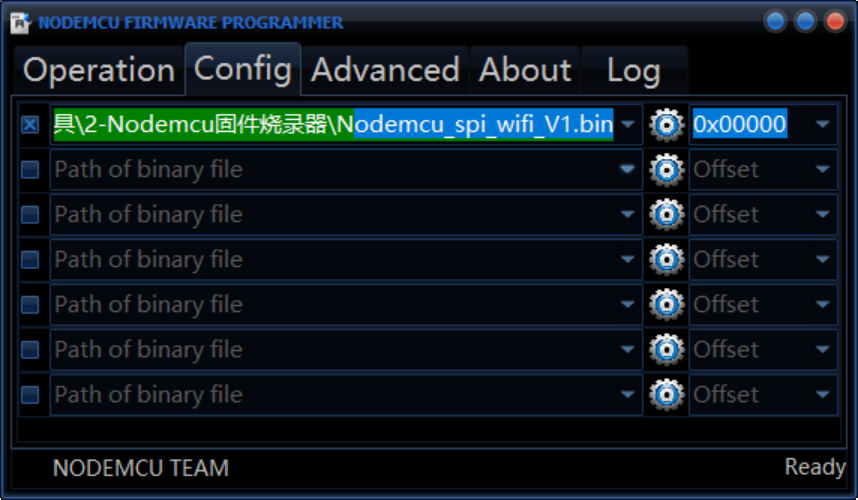 NODEMCU FIRMWARE PROGRAMMER
Operation Config Advanced About Log
具\2-Nodemcu固件烧录器\Nodemcu_spi_wifi_V1.bin 0x00000
Path of binary file Offset
Path of binary file Offset
Path of binary file Offset
Path of binary file Offset
Path of binary file Offset
Path of binary file Offset
NODEMCU TEAM Ready